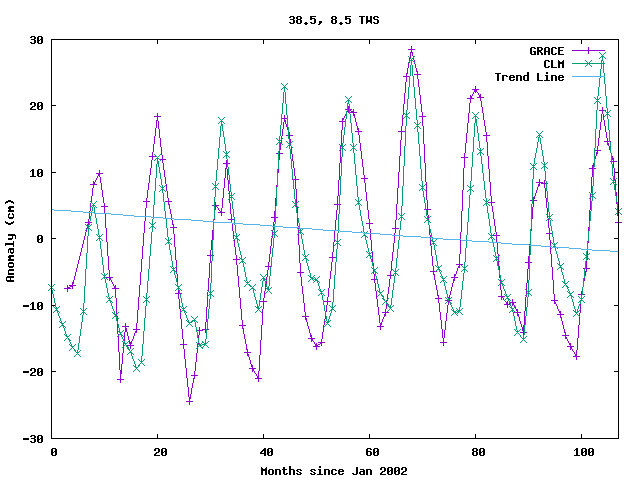 38.5, 8.5 TWS
GRACE
CLM
Trend Line
Anomaly (cm)
30
20
10
0
-10
-20
-30
0 20 40 60 80 100
Months since Jan 2002